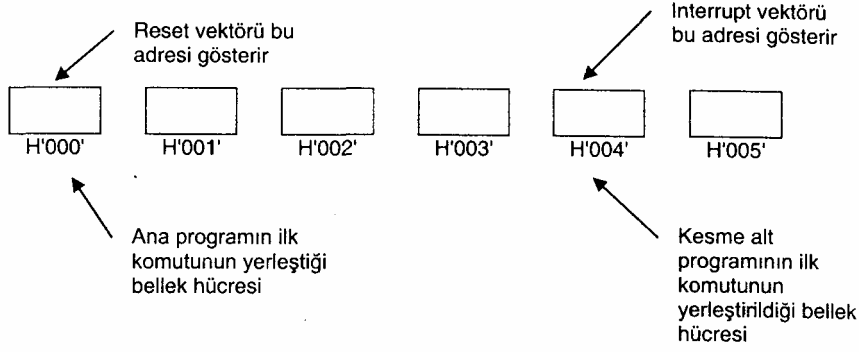 Reset vektörü bu
adresi gösterir
Interrupt vektörü
bu adresi gösterir
H'000'
H'001'
H'002'
H'003'
H'004'
H'005'
Ana programın ilk
komutunun yerleştiği
bellek hücresi
Kesme alt
programının ilk
komutunun
yerleştirildiği bellek
hücresi